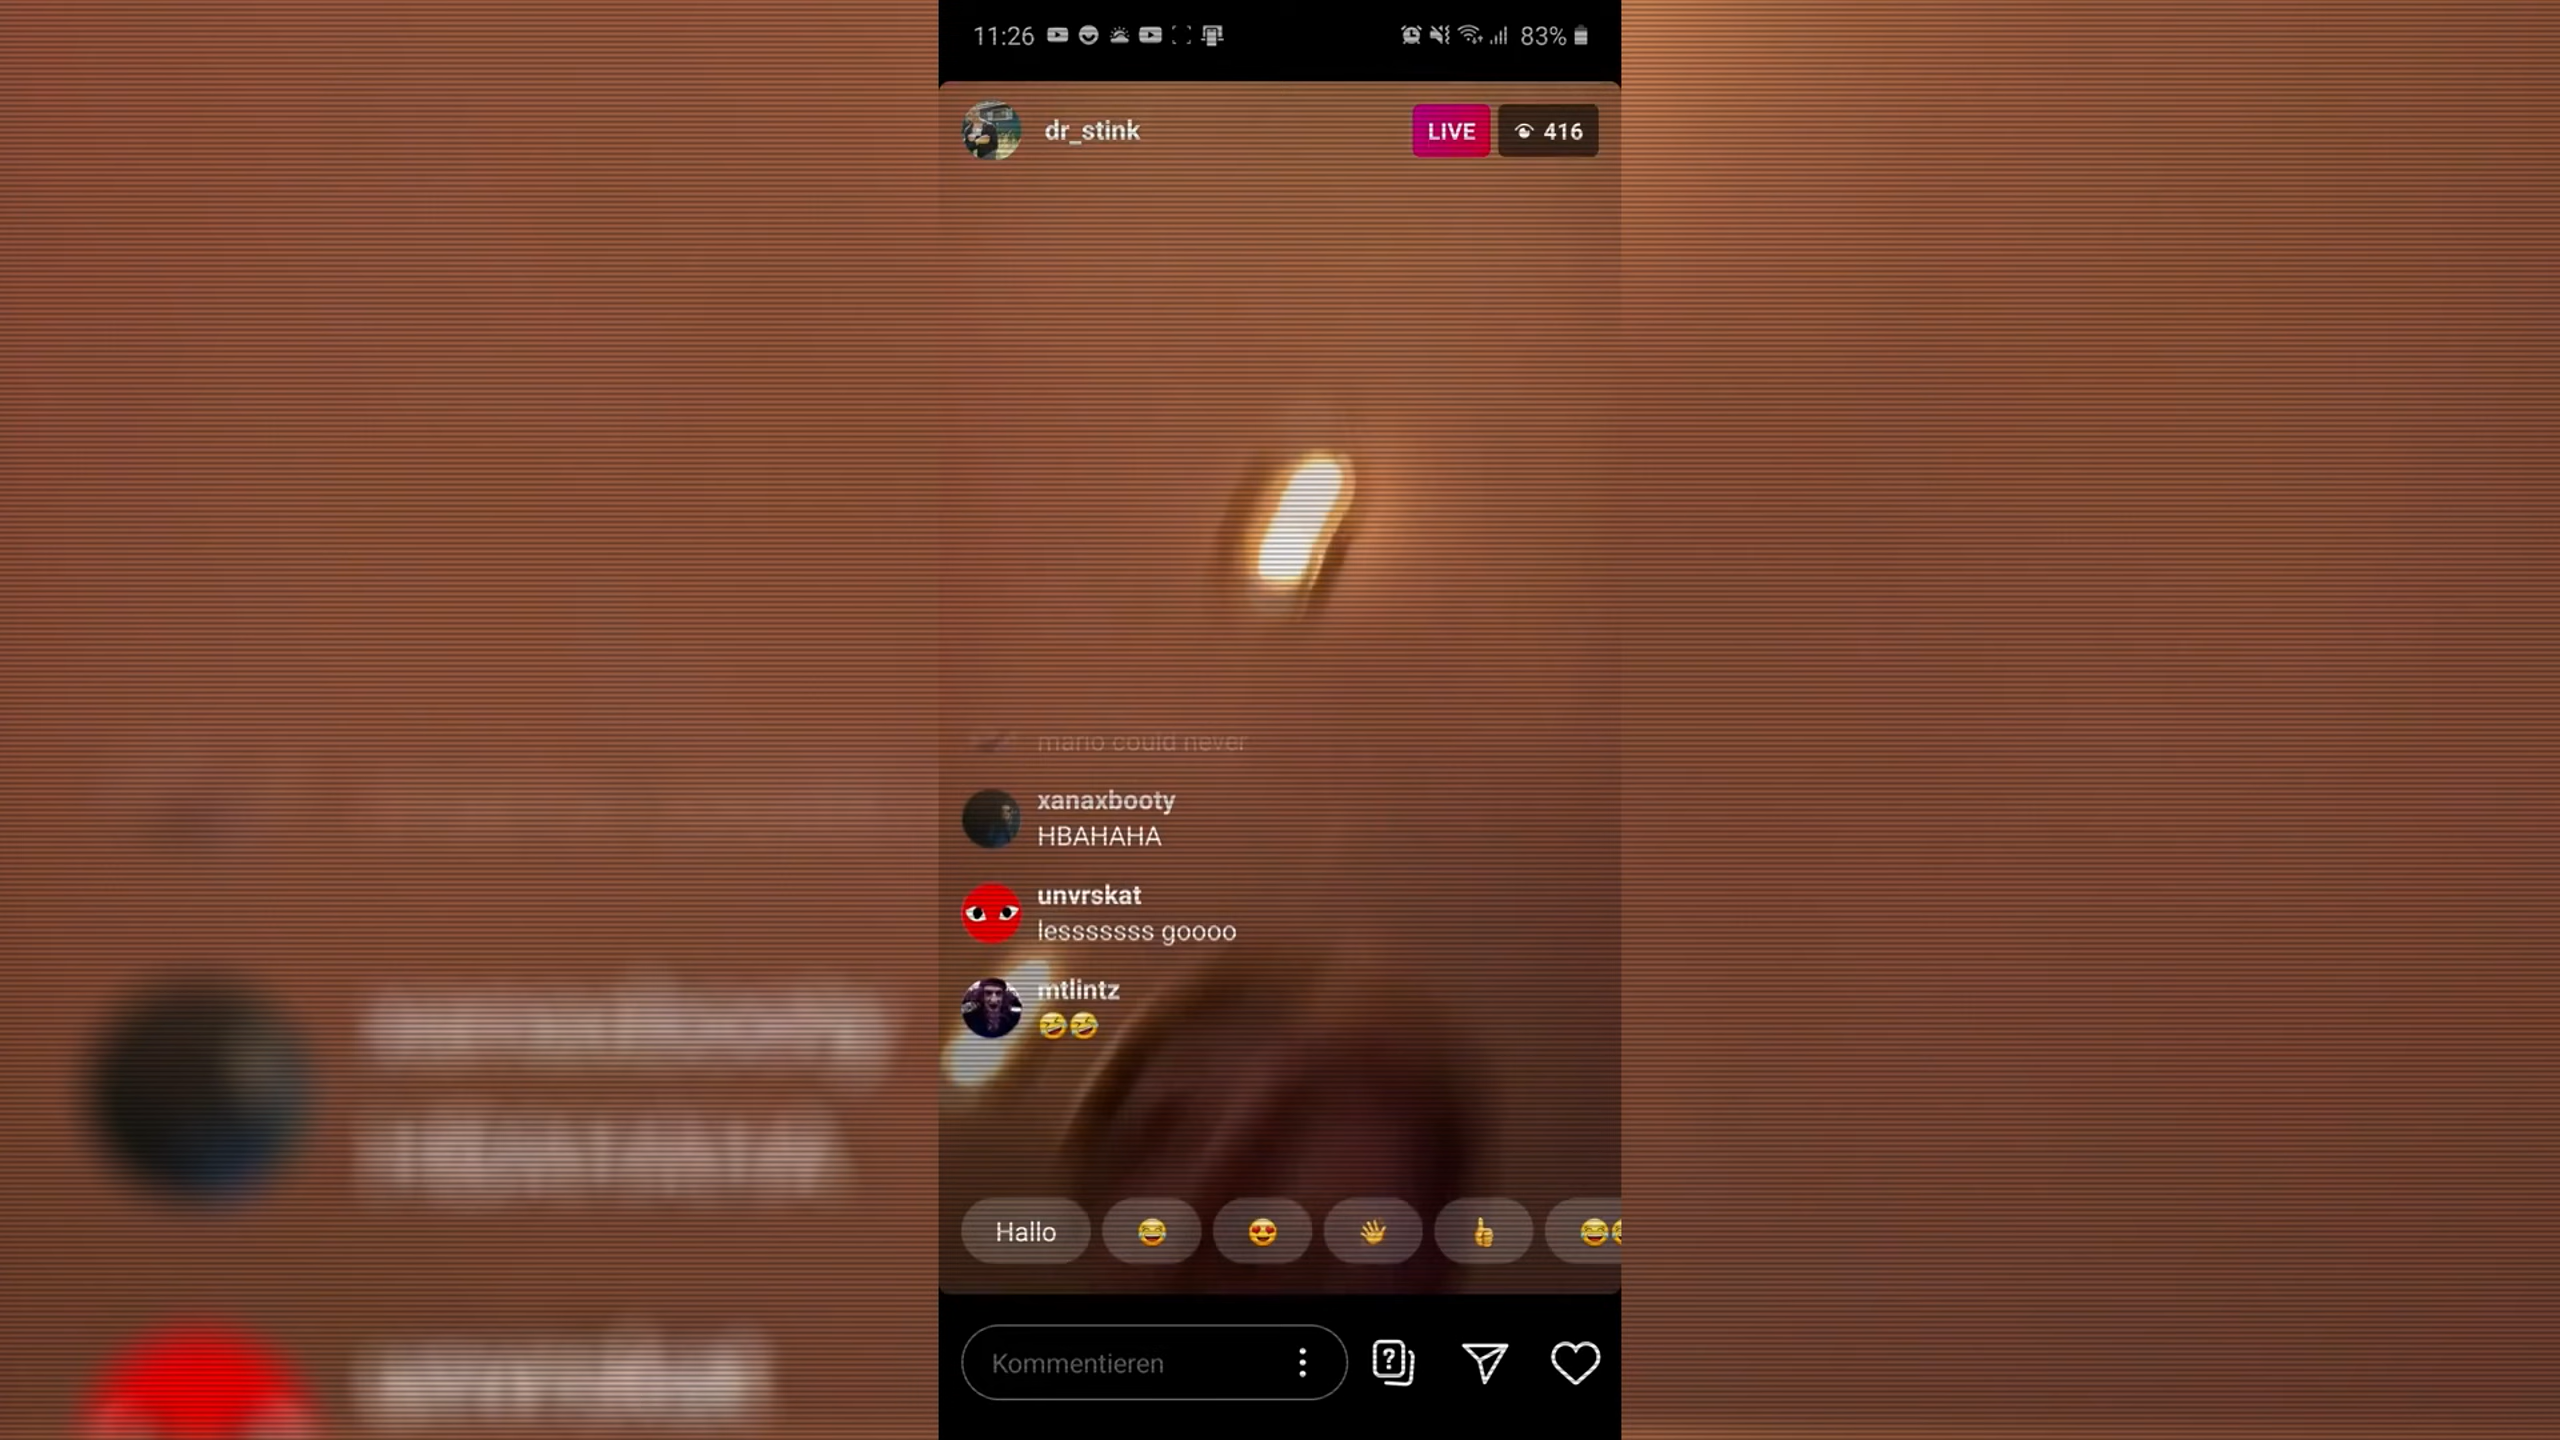 11:26
83%
dr_stink
LIVE
416
mario could never
xanaxbooty
HBAHAHA
unvrskat
lesssssss goooo
mtlintz
Hallo
Kommentieren